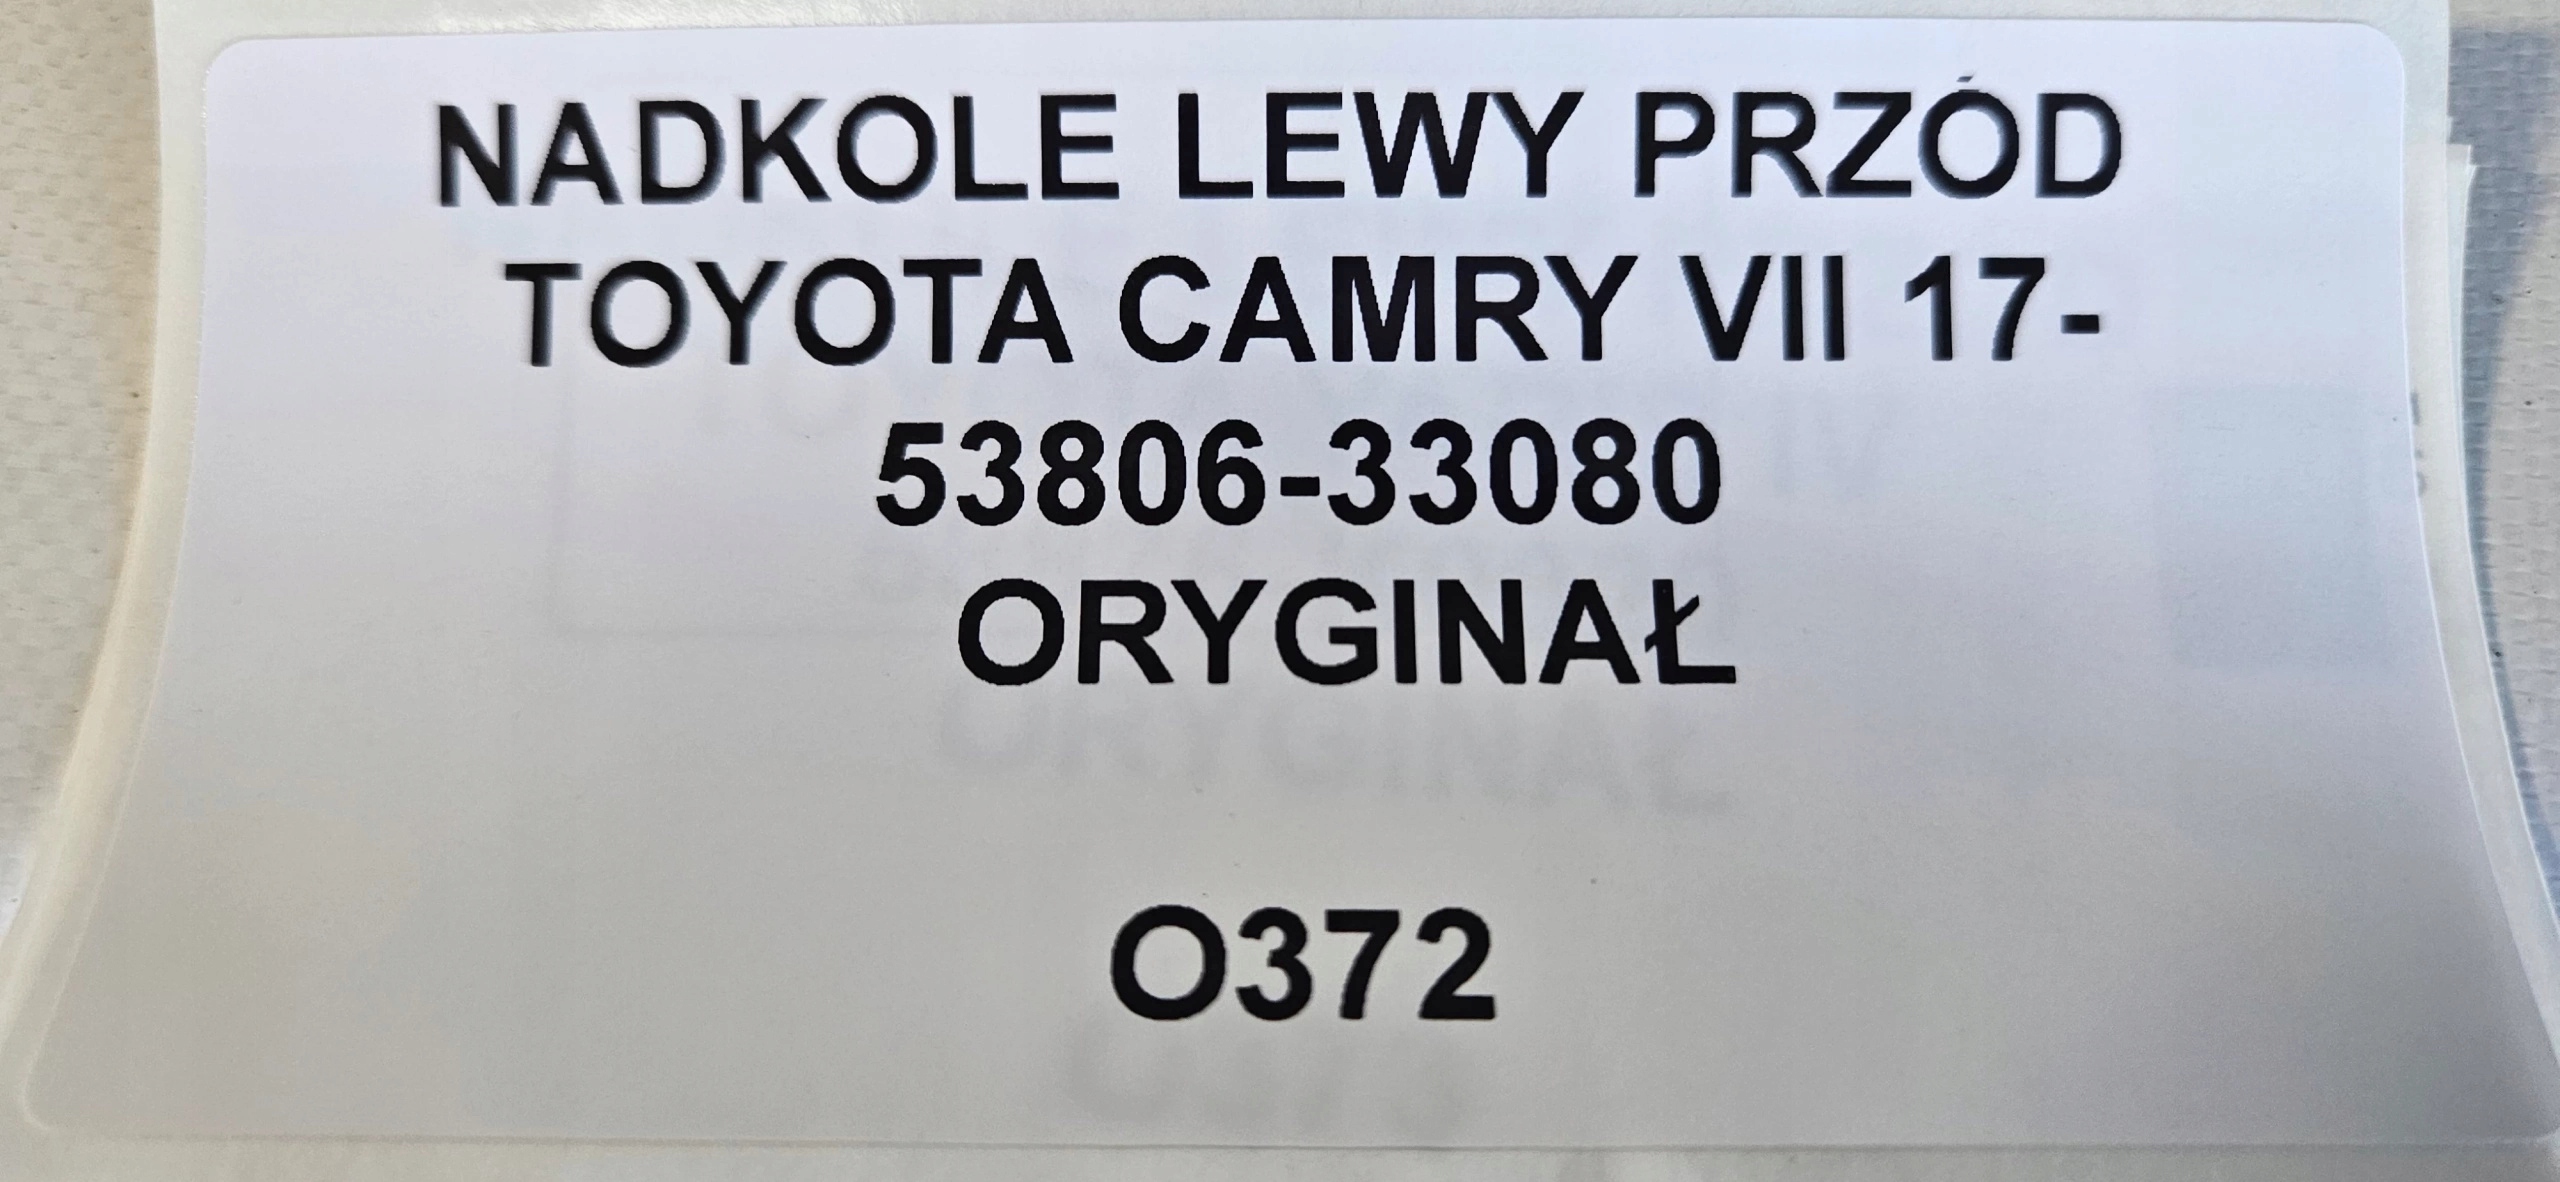 NADKOLE LEWY PRZÓD
TOYOTA CAMRY VII 17-
53806-33080
ORYGINAŁ
O372